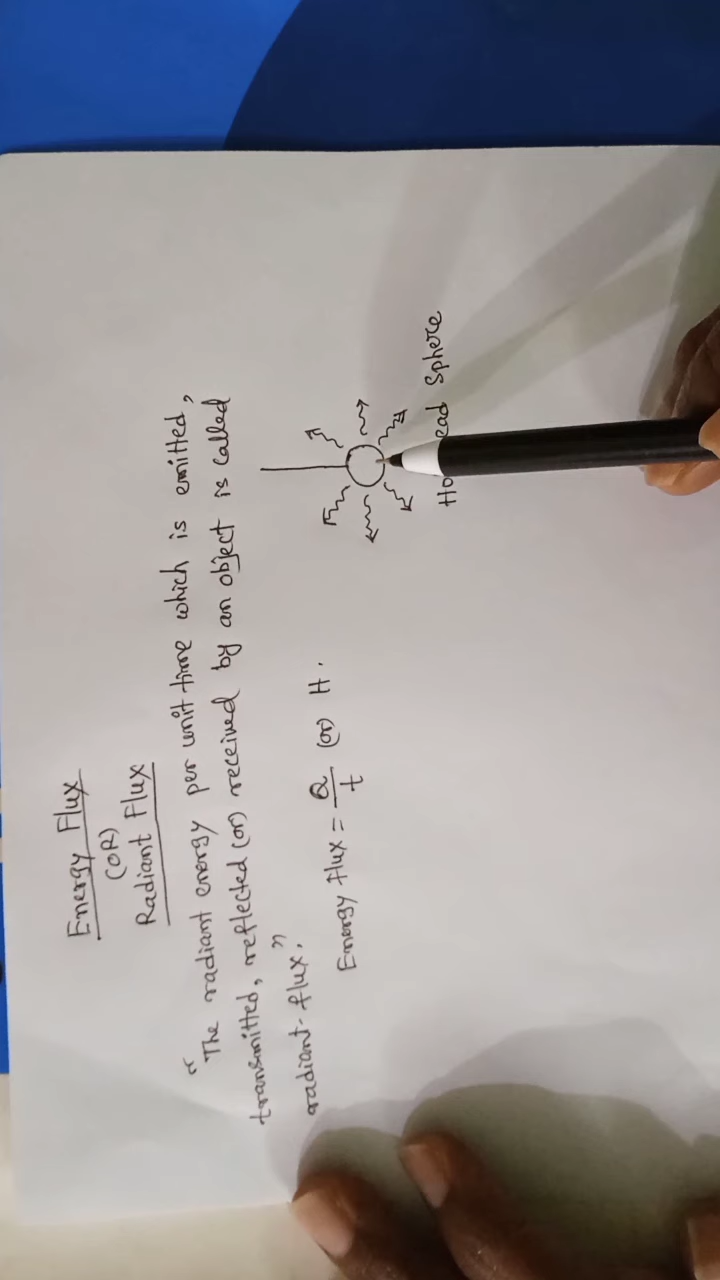 Energy Flux
(OR)
Radiant Flux
"The radiant energy per unit time which is emitted,
transmitted, reflected (or) received by an object is called
radiant flux."
Energy flux = Q/t (or) H.
Sphere